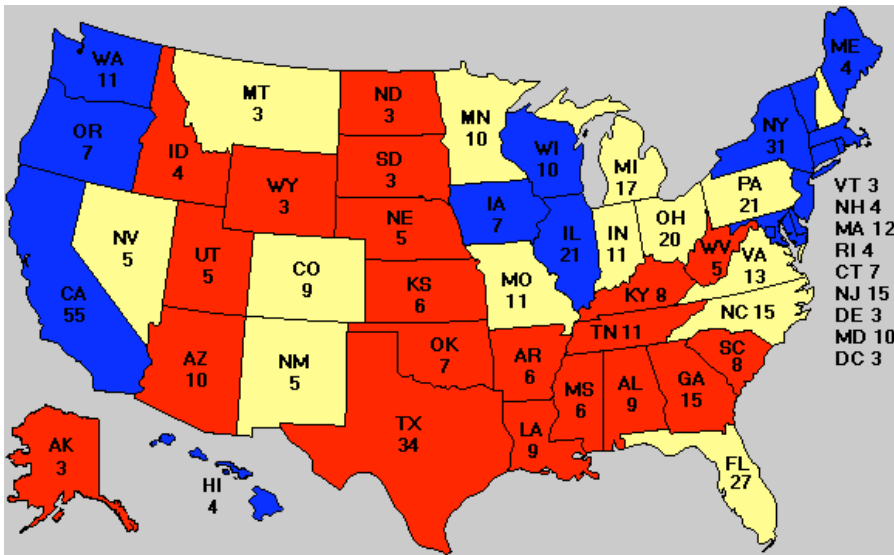 WA
11
OR
7
CA
55
NV
5
ID
4
MT
3
WY
3
UT
5
AZ
10
CO
9
NM
5
ND
3
SD
3
NE
5
KS
6
OK
7
TX
34
MN
10
IA
7
MO
11
AR
6
LA
9
WI
10
IL
21
MI
17
IN
11
OH
20
KY 8
TN 11
MS
6
AL
9
GA
15
FL
27
SC
8
NC 15
VA
13
WV
5
PA
21
NY
31
ME
4
AK
3
HI
4
VT 3
NH 4
MA 12
RI 4
CT 7
NJ 15
DE 3
MD 10
DC 3